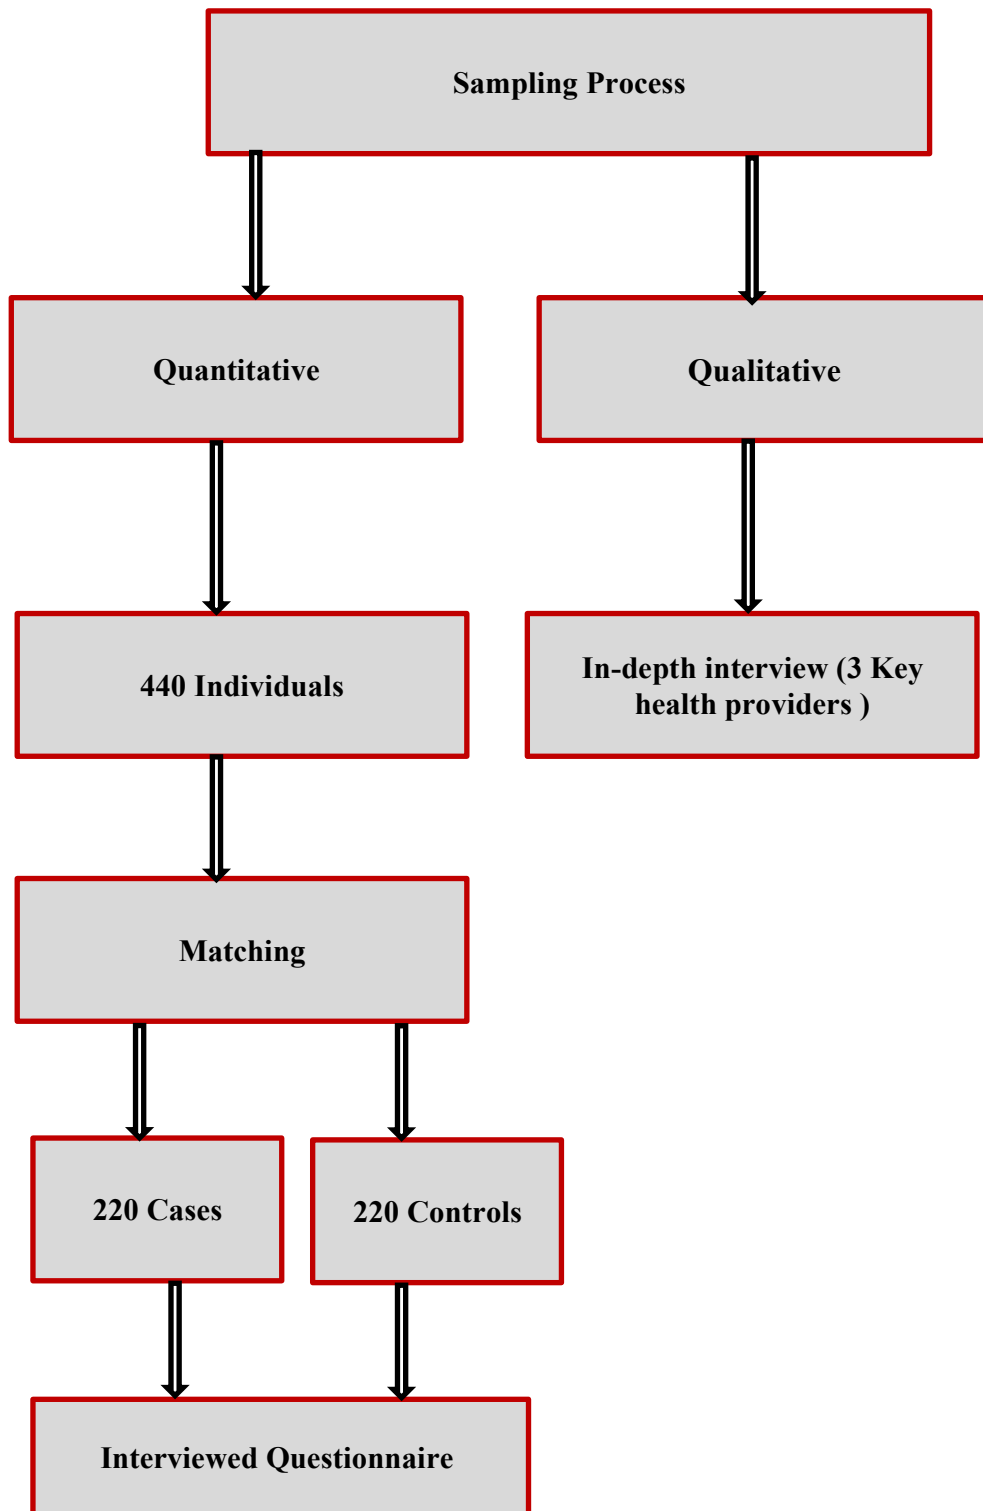 Sampling Process
Quantitative
Qualitative
440 Individuals
In-depth interview (3 Key
health providers )
Matching
220 Cases
220 Controls
Interviewed Questionnaire